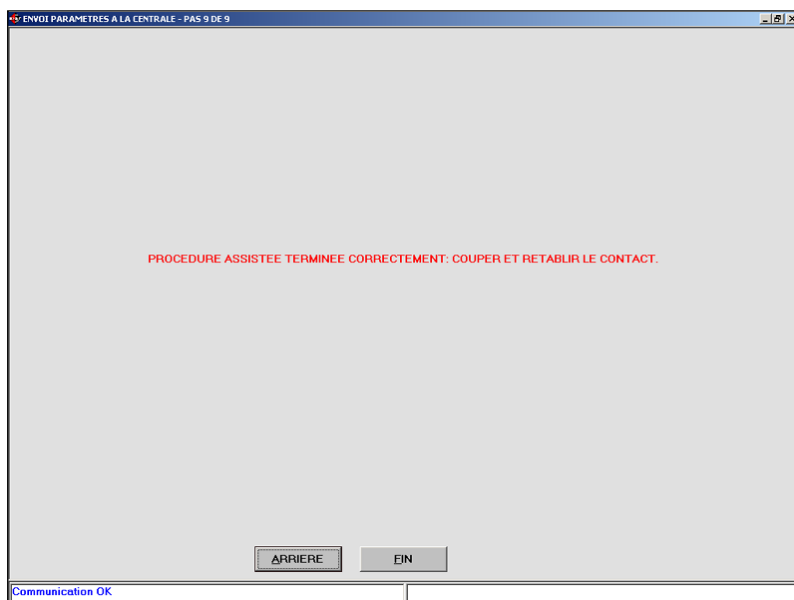 ENVOI PARAMETRES A LA CENTRALE - PAS 9 DE 9
PROCEDURE ASSISTEE TERMINEE CORRECTEMENT: COUPER ET RETABLIR LE CONTACT.
ARRIERE
FIN
Communication OK